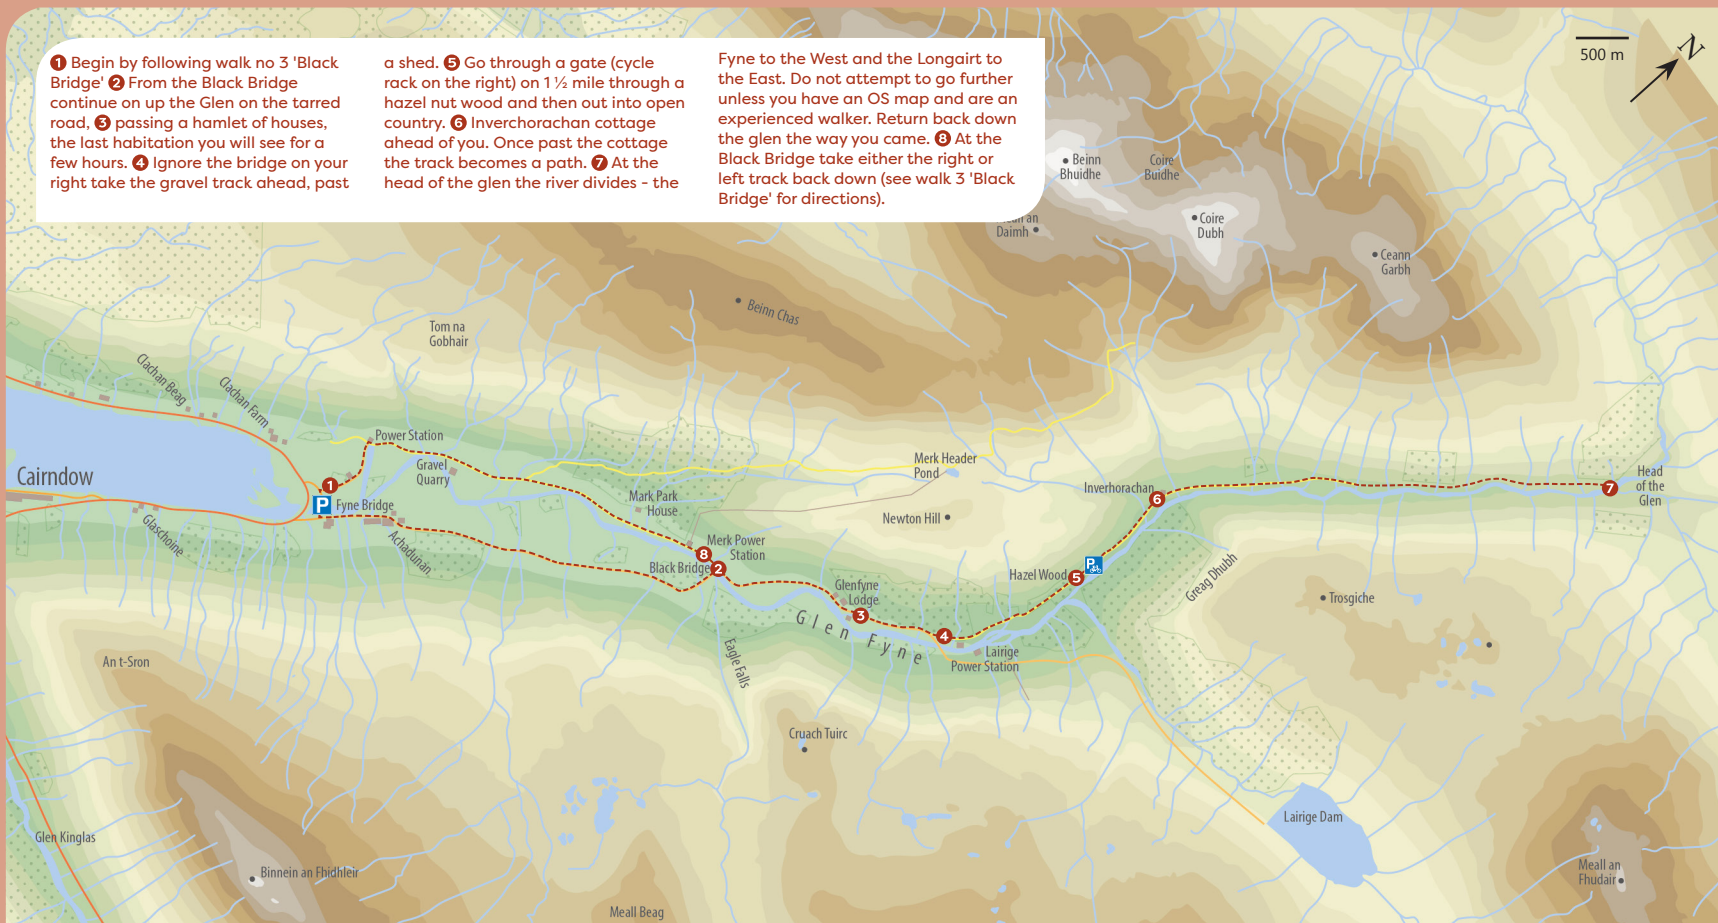 ❶ Begin by following walk no 3 'Black
Bridge' ❷ From the Black Bridge
continue on up the Glen on the tarred
road, ❸ passing a hamlet of houses,
the last habitation you will see for a
few hours. ❹ Ignore the bridge on your
right take the gravel track ahead, past
a shed. ❺ Go through a gate (cycle
rack on the right) on 1 ½ mile through a
hazel nut wood and then out into open
country. ❻ Inverchorachan cottage
ahead of you. Once past the cottage
the track becomes a path. ❼ At the
head of the glen the river divides - the
Fyne to the West and the Longairt to
the East. Do not attempt to go further
unless you have an OS map and are an
experienced walker. Return back down
the glen the way you came. ❽ At the
Black Bridge take either the right or
left track back down (see walk 3 'Black
Bridge' for directions).
500 m
N
Beinn
Bhuidhe
Coire
Buidhe
an
Daimh
Coire
Dubh
Ceann
Garbh
Beinn Chas
Tom na
Gobhair
Clachan Beag
Clachan Farm
Power Station
Gravel
Quarry
Cairndow
1
P
Fyne Bridge
Glaschoine
Achadunan
Mark Park
House
Merk Header
Pond
Newton Hill
Merk Power
Station
8
Black Bridge
2
Glenfyne
Lodge
3
Glen Fyne
4
Lairige
Power Station
Hazel Wood
5
P
Inverhorachan
6
7
Head
of the
Glen
Greag Dhubh
Trosgiche
Eagle Falls
An t-Sron
Cruach Tuirc
Lairige Dam
Glen Kinglas
Binnein an Fhidhleir
Meall Beag
Meall an
Fhudair